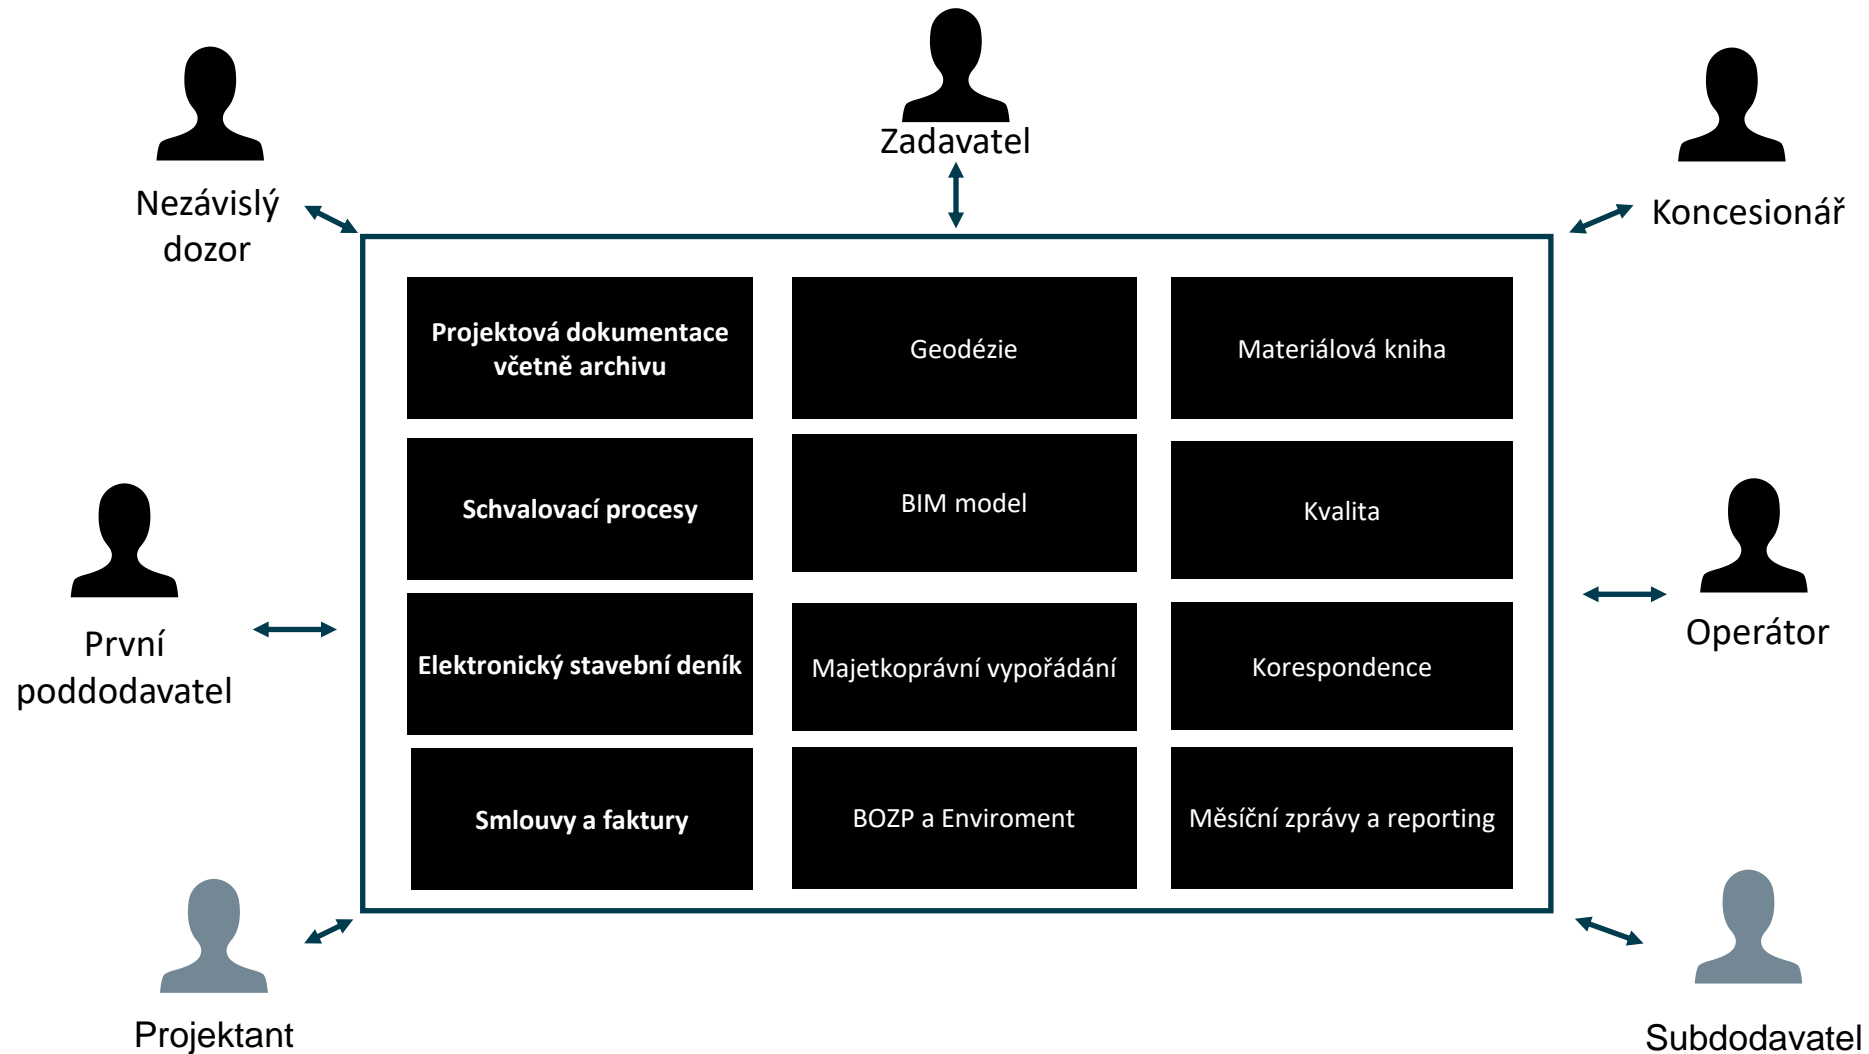 Zadavatel
Nezávislý
dozor
Koncesionář
Projektová dokumentace
včetně archivu
Geodézie
Materiálová kniha
Schvalovací procesy
BIM model
Kvalita
První
poddodavatel
Operátor
Elektronický stavební deník
Majetkoprávní vypořádání
Korespondence
Smlouvy a faktury
BOZP a Enviroment
Měsíční zprávy a reporting
Projektant
Subdodavatel